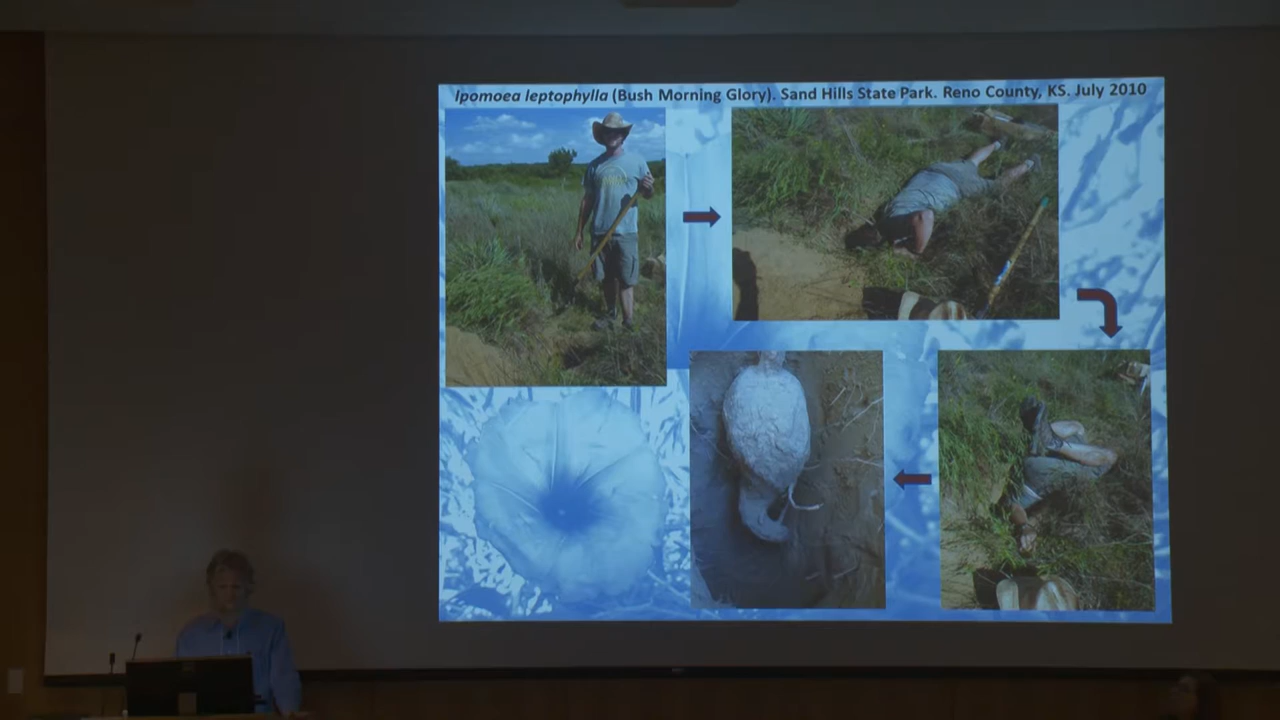 Ipomoea leptophylla (Bush Morning Glory). Sand Hills State Park. Reno County, KS. July 2010